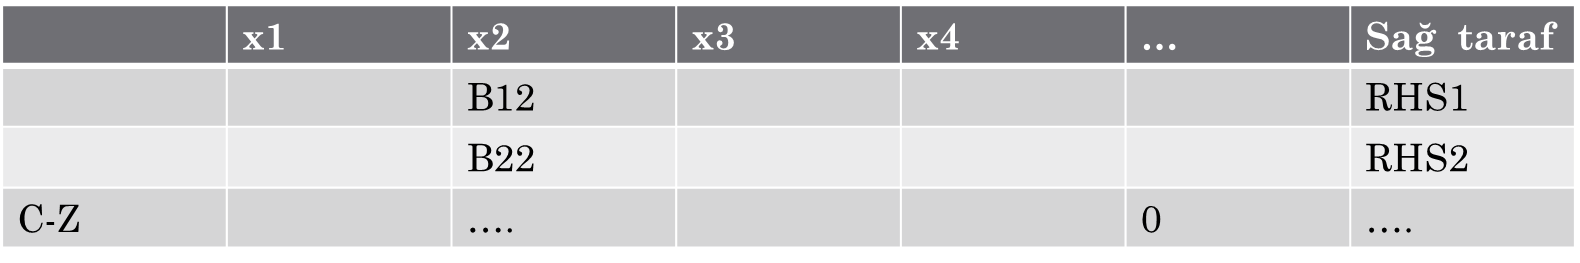 x1 x2 x3 x4 ... Sağ taraf
B12 RHS1
B22 RHS2
C-Z .... 0 ....